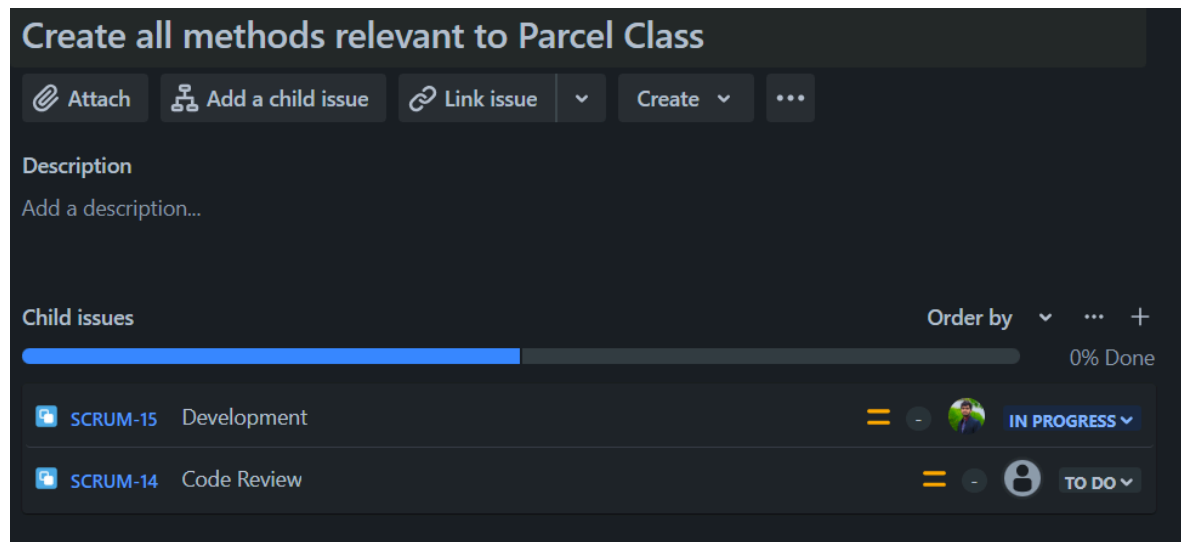 Create all methods relevant to Parcel Class
Attach Add a child issue Link issue Create
Description
Add a description...
Child issues Order by
0% Done
SCRUM-15 Development - IN PROGRESS
SCRUM-14 Code Review - TO DO